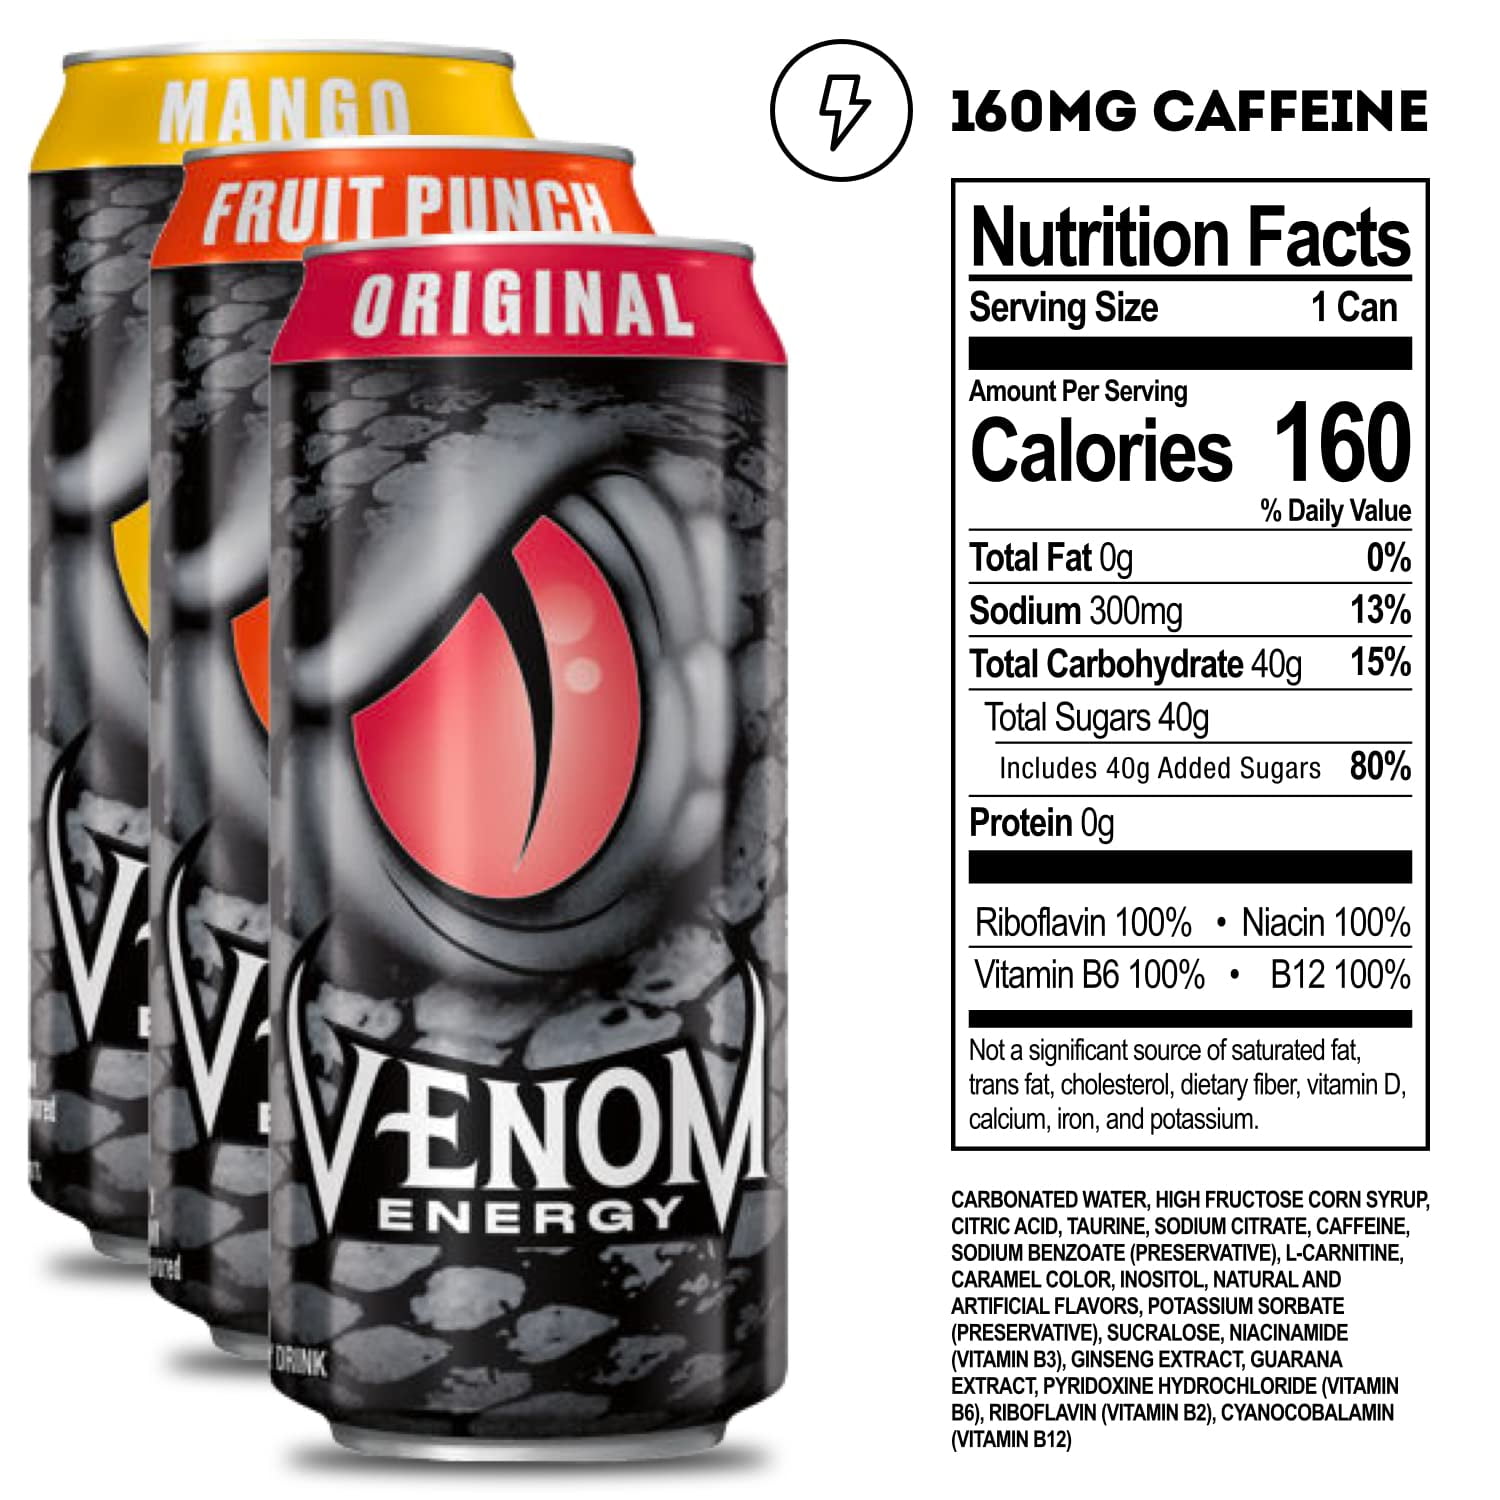 MANGO
FRUIT PUNCH
ORIGINAL
VENOM
ENERGY
DRINK
160MG CAFFEINE
Nutrition Facts
Serving Size 1 Can
Amount Per Serving
Calories 160
% Daily Value
Total Fat 0g 0%
Sodium 300mg 13%
Total Carbohydrate 40g 15%
Total Sugars 40g
Includes 40g Added Sugars 80%
Protein 0g
Riboflavin 100% • Niacin 100%
Vitamin B6 100% • B12 100%
Not a significant source of saturated fat,
trans fat, cholesterol, dietary fiber, vitamin D,
calcium, iron, and potassium.
CARBONATED WATER, HIGH FRUCTOSE CORN SYRUP,
CITRIC ACID, TAURINE, SODIUM CITRATE, CAFFEINE,
SODIUM BENZOATE (PRESERVATIVE), L-CARNITINE,
CARAMEL COLOR, INOSITOL, NATURAL AND
ARTIFICIAL FLAVORS, POTASSIUM SORBATE
(PRESERVATIVE), SUCRALOSE, NIACINAMIDE
(VITAMIN B3), GINSENG EXTRACT, GUARANA
EXTRACT, PYRIDOXINE HYDROCHLORIDE (VITAMIN
B6), RIBOFLAVIN (VITAMIN B2), CYANOCOBALAMIN
(VITAMIN B12)